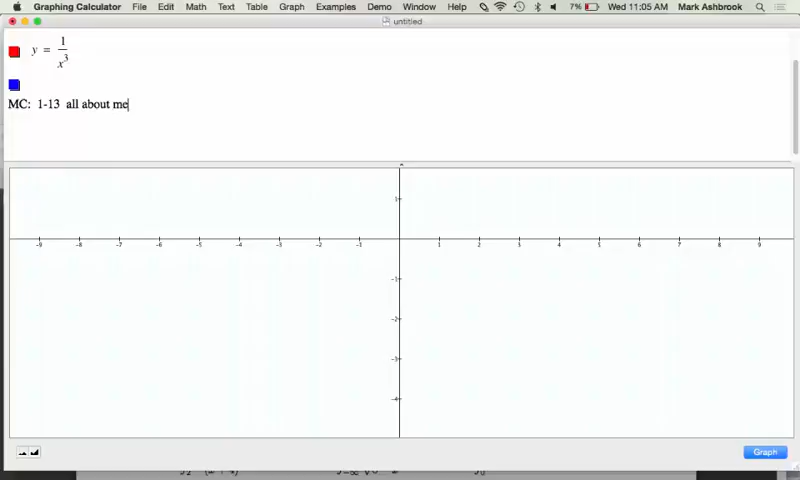 Graphing Calculator File Edit Math Text Table Graph Examples Demo Window Help 7% Wed 11:05 AM Mark Ashbrook
untitled
y = 1/x³
MC: 1-13 all about me
1
-9 -8 -7 -6 -5 -4 -3 -2 -1 1 2 3 4 5 6 7 8 9
-1
-2
-3
-4
Graph